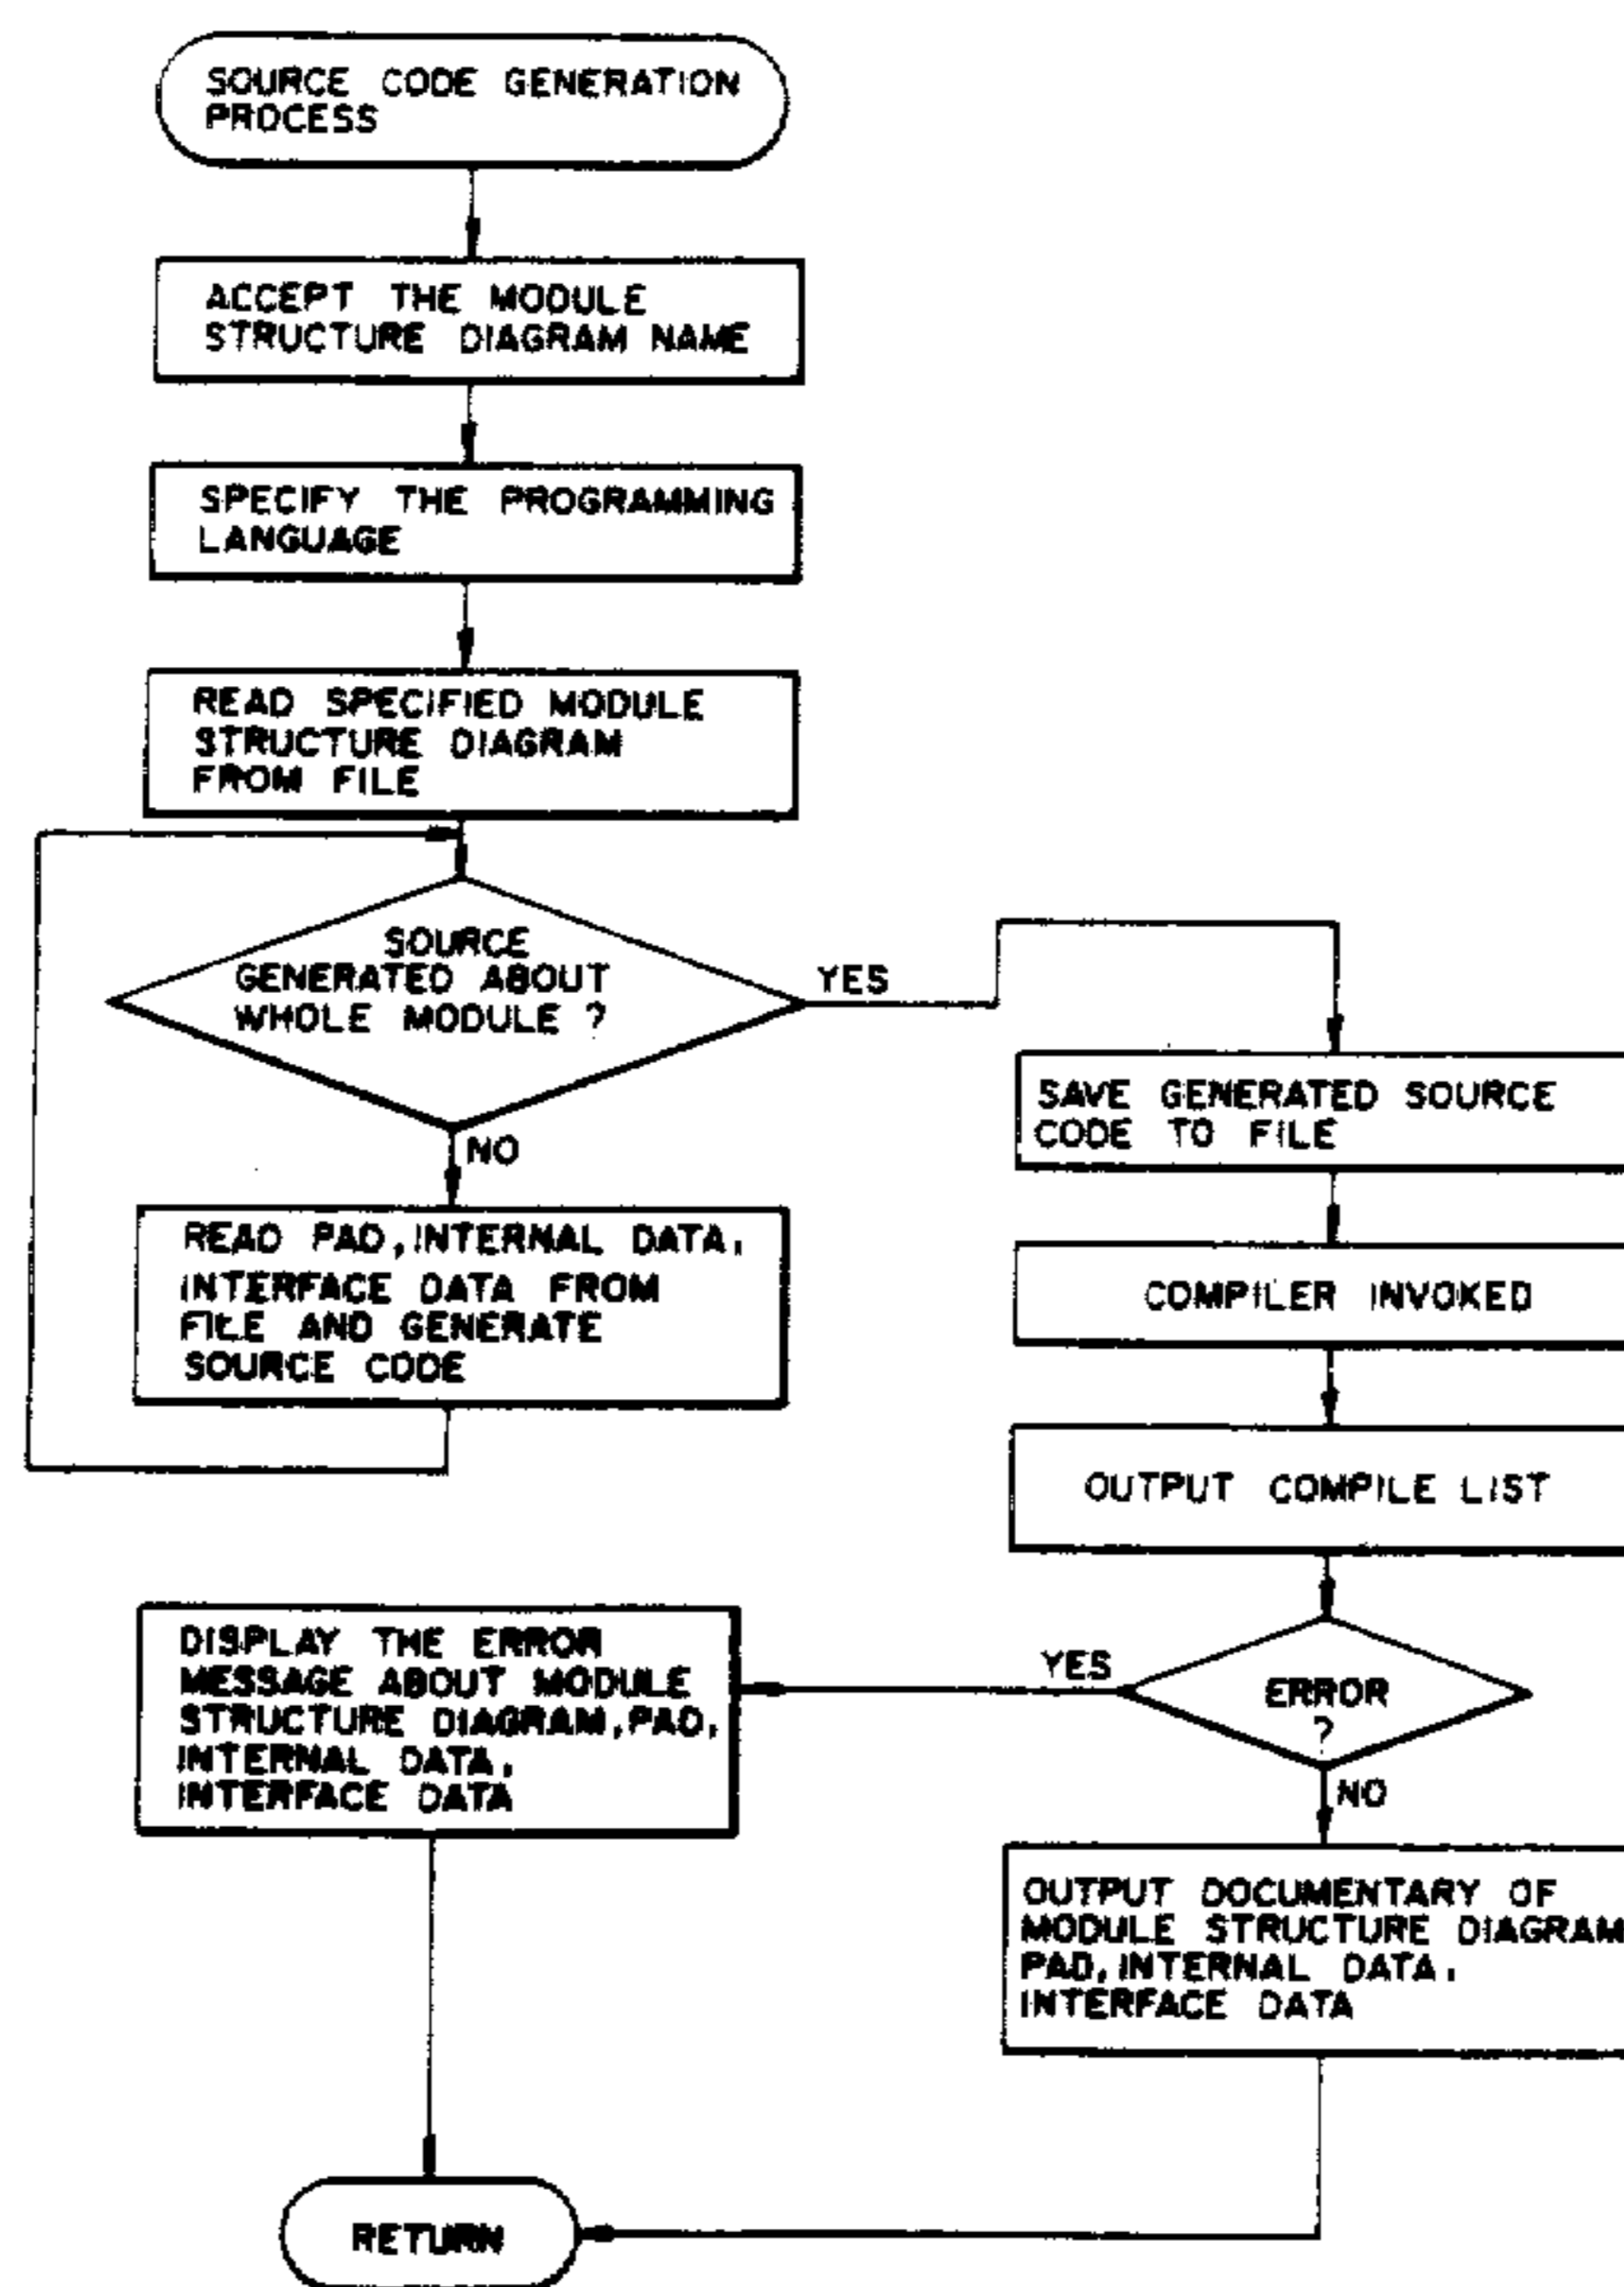 SOURCE CODE GENERATION
PROCESS
ACCEPT THE MODULE
STRUCTURE DIAGRAM NAME
SPECIFY THE PROGRAMMING
LANGUAGE
READ SPECIFIED MODULE
STRUCTURE DIAGRAM
FROM FILE
SOURCE
GENERATED ABOUT
WHOLE MODULE ?
YES
NO
READ PAD, INTERNAL DATA,
INTERFACE DATA FROM
FILE AND GENERATE
SOURCE CODE
SAVE GENERATED SOURCE
CODE TO FILE
COMPILER INVOKED
OUTPUT COMPILE LIST
ERROR
?
YES
NO
DISPLAY THE ERROR
MESSAGE ABOUT MODULE
STRUCTURE DIAGRAM, PAD,
INTERNAL DATA,
INTERFACE DATA
OUTPUT DOCUMENTARY OF
MODULE STRUCTURE DIAGRAM
PAD, INTERNAL DATA,
INTERFACE DATA
RETURN